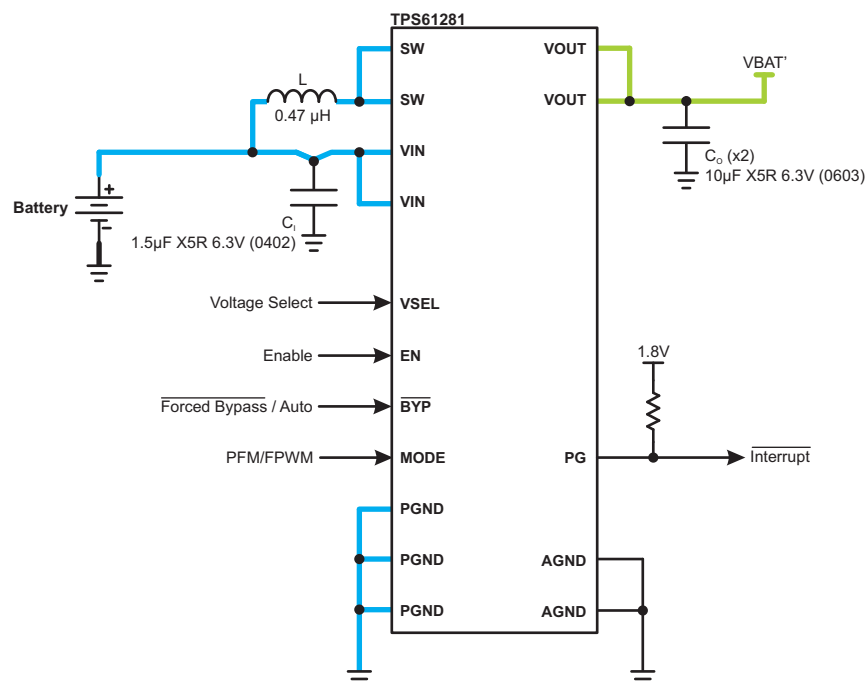 TPS61281
SW
VOUT
VBAT'
L
SW
VOUT
0.47 µH
VIN
C₀ (x2)
10µF X5R 6.3V (0603)
+
Battery
-
VIN
Cᵢ
1.5µF X5R 6.3V (0402)
Voltage Select
VSEL
Enable
EN
1.8V
Forced Bypass / Auto
BYP
PFM/FPWM
MODE
PG
Interrupt
PGND
PGND
AGND
PGND
AGND